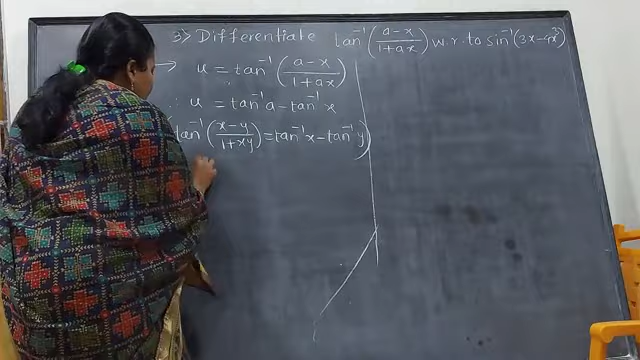 3) Differentiate tan⁻¹ (a-x / 1+ax) w.r.to sin⁻¹ (3x-4x³)
→ u = tan⁻¹ (a-x / 1+ax)
∴ u = tan⁻¹a - tan⁻¹x
(tan⁻¹ (x-y / 1+xy) = tan⁻¹x - tan⁻¹y)